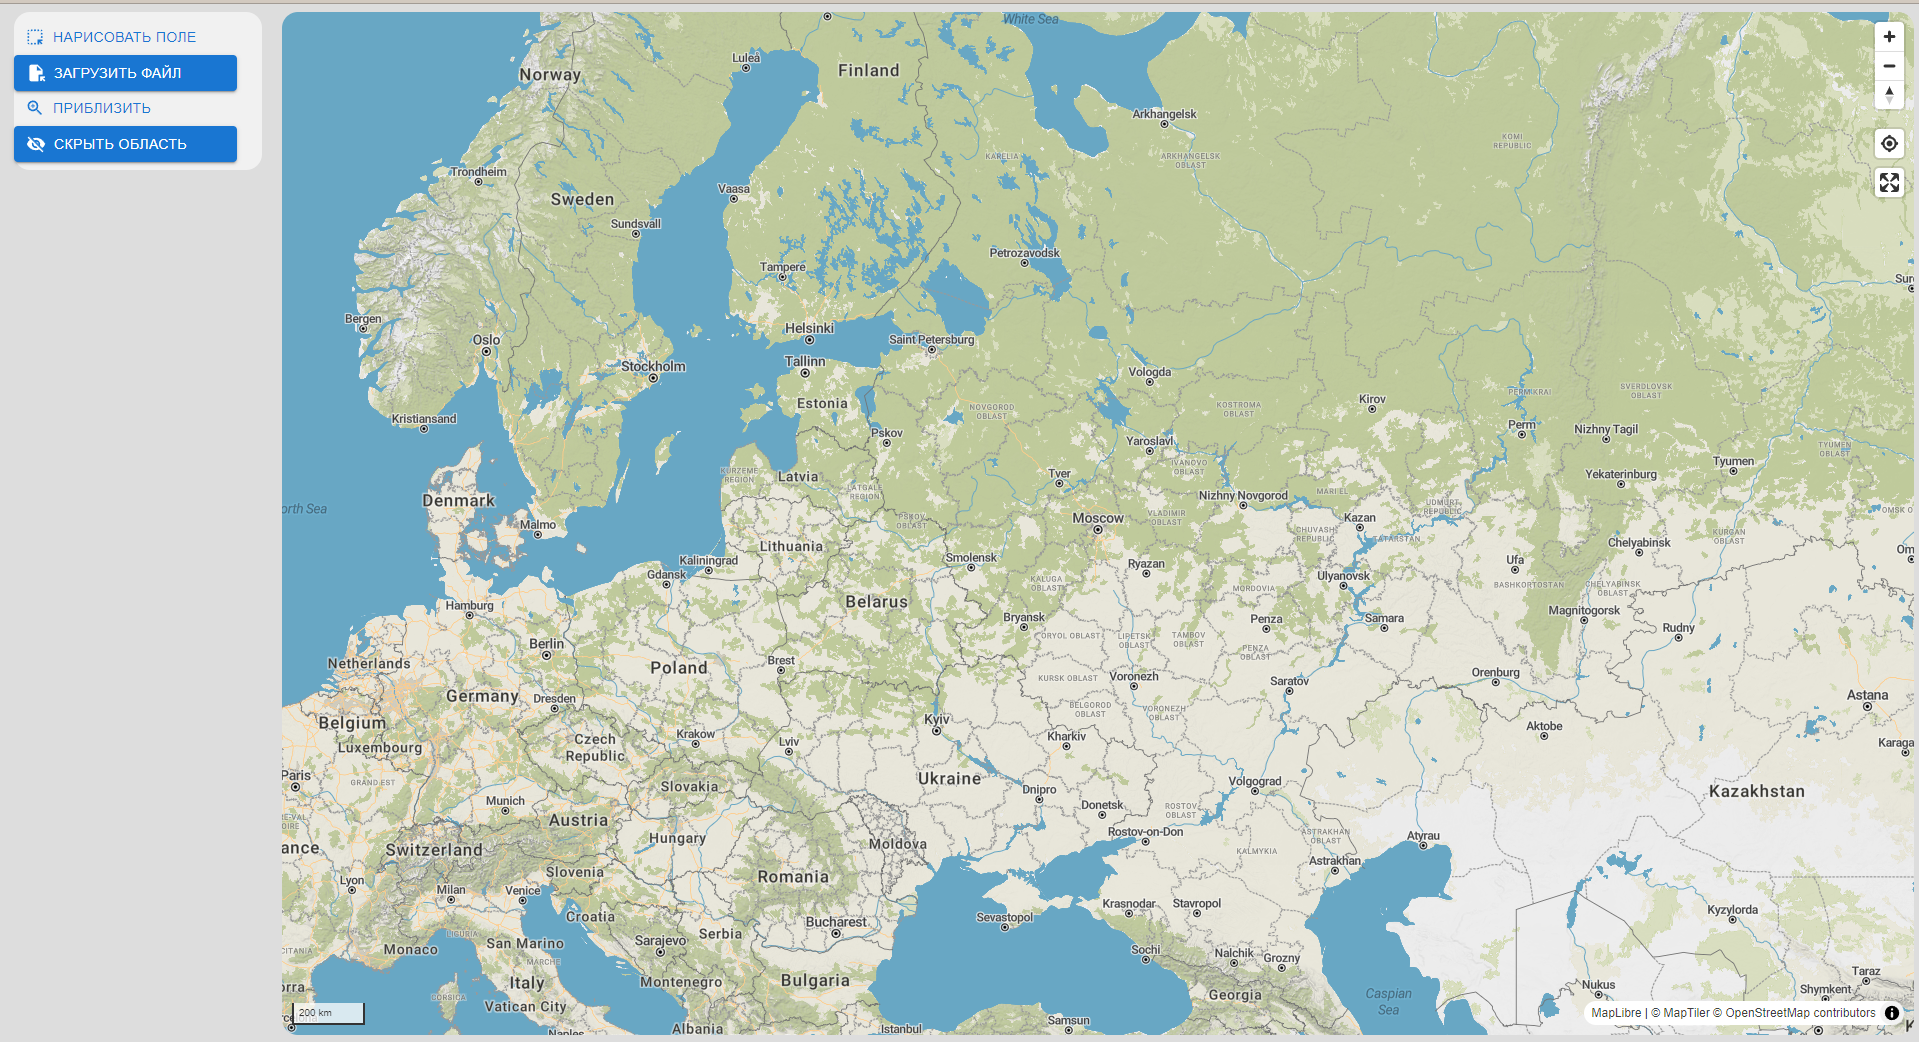 НАРИСОВАТЬ ПОЛЕ
ЗАГРУЗИТЬ ФАЙЛ
ПРИБЛИЗИТЬ
СКРЫТЬ ОБЛАСТЬ
White Sea
Luleå
Finland
Norway
Arkhangelsk
KOMI
REPUBLIC
KARELIA
ARKHANGELSK
OBLAST
Trondheim
Vaasa
Sweden
Sundsvall
Petrozavodsk
Tampere
Sur
Bergen
Helsinki
Oslo
Saint Petersburg
Tallinn
Stockholm
Vologda
SVERDLOVSK
OBLAST
PERMIKRAI
Kirov
Estonia
NOVGOROD
OBLAST
KOSTROMA
OBLAST
Kristiansand
Perm
Nizhny Tagil
Pskov
Yaroslavl
TYUMEN
OBLAST
KURZEME
REGION
Latvia
IVANOVO
OBLAST
Tver
Tyumen
Yekaterinburg
LATGALE
REGION
Denmark
Nizhny Novgorod
MARI EL
UDMURT
REPUBLIC
orth Sea
OMSK O
Malmo
PSKOV
OBLAST
Moscow
VLADIMIR
OBLAST
Kazan
CHUVASH
REPUBLIC
TATARSTAN
KURGAN
OBLAST
Lithuania
Chelyabinsk
Om
Kaliningrad
Smolensk
Ryazan
Ufa
Gdansk
KALUGA
OBLAST
MORDOVIA
Ulyanovsk
BASHKORTOSTAN
CHELYABINSK
OBLAST
Hamburg
Belarus
Bryansk
Penza
Samara
Magnitogorsk
Rudny
Berlin
ORYOL OBLAST
LIPETSK
OBLAST
TAMBOV
OBLAST
PENZA
OBLAST
Netherlands
Poland
Brest
KURSK OBLAST
Voronezh
Saratov
Orenburg
Germany
Dresden
Astana
Belgium
BELGOROD
OBLAST
VORONEZH
OBLAST
Kyiv
Aktobe
Krakow
Czech
Republic
Lviv
Kharkiv
Karaga
Luxembourg
Paris
GRAND EST
Slovakia
Ukraine
Volgograd
Dnipro
Kazakhstan
Munich
Donetsk
ROSTOV
OBLAST
RE-VAL
OIRE
Austria
Hungary
Rostov-on-Don
ASTRAKHAN
OBLAST
Atyrau
ance
Switzerland
Moldova
KALMYKIA
Astrakhan
Slovenia
Romania
Lyon
Milan
Venice
Krasnodar
Stavropol
Kyzylorda
Croatia
Sevastopol
Bucharest
LIGURIA
Serbia
CITANIA
Monaco
San Marino
Sarajevo
Sochi
Nalchik
Grozny
MARCHE
Taraz
Italy
Montenegro
Bulgaria
Nukus
Shymkent
orra
CORSICA
Vatican City
Georgia
Caspian
Sea
200 km
Albania
Istanbul
Samsun
Naples
MapLibre | © MapTiler © OpenStreetMap contributors